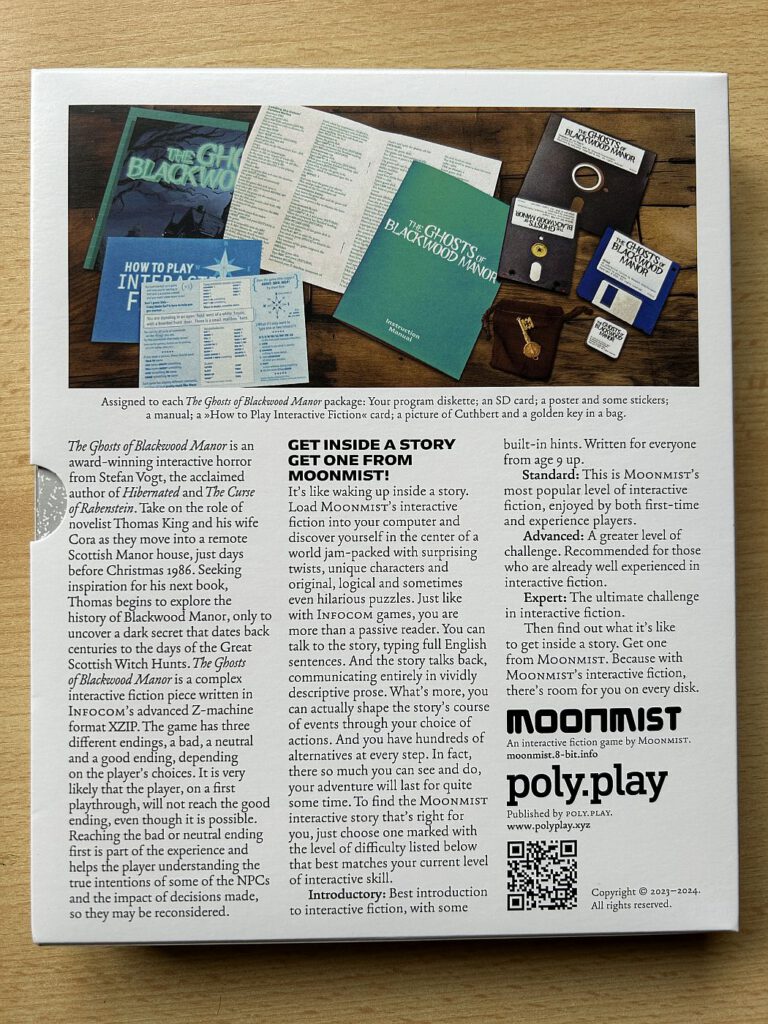 THE GHO
BLACKWOO
THE GHOSTS OF
BLACKWOOD MANOR
Instruction
Manual
HOW TO PLAY
INTERAC
You are standing in an open field west of a white house,
with a boarded front door. There is a small mailbox here.
THE GHOSTS OF
BLACKWOOD MANOR
THE GHOSTS OF
BLACKWOOD MANOR
THE GHOSTS OF
BLACKWOOD MANOR
THE GHOSTS OF
BLACKWOOD
MANOR
Assigned to each The Ghosts of Blackwood Manor package: Your program diskette; an SD card; a poster and some stickers;
a manual; a »How to Play Interactive Fiction« card; a picture of Cuthbert and a golden key in a bag.
The Ghosts of Blackwood Manor is an
award-winning interactive horror
from Stefan Vogt, the acclaimed
author of Hibernated and The Curse
of Rabenstein. Take on the role of
novelist Thomas King and his wife
Cora as they move into a remote
Scottish Manor house, just days
before Christmas 1986. Seeking
inspiration for his next book,
Thomas begins to explore the
history of Blackwood Manor, only to
uncover a dark secret that dates back
centuries to the days of the Great
Scottish Witch Hunts. The Ghosts
of Blackwood Manor is a complex
interactive fiction piece written in
INFOCOM's advanced Z-machine
format XZIP. The game has three
different endings, a bad, a neutral
and a good ending, depending
on the player's choices. It is very
likely that the player, on a first
playthrough, will not reach the good
ending, even though it is possible.
Reaching the bad or neutral ending
first is part of the experience and
helps the player understanding the
true intentions of some of the NPCs
and the impact of decisions made,
so they may be reconsidered.
GET INSIDE A STORY
GET ONE FROM
MOONMIST!
It's like waking up inside a story.
Load MOONMIST's interactive
fiction into your computer and
discover yourself in the center of a
world jam-packed with surprising
twists, unique characters and
original, logical and sometimes
even hilarious puzzles. Just like
with INFOCOM games, you are
more than a passive reader. You can
talk to the story, typing full English
sentences. And the story talks back,
communicating entirely in vividly
descriptive prose. What's more, you
can actually shape the story's course
of events through your choice of
actions. And you have hundreds of
alternatives at every step. In fact,
there so much you can see and do,
your adventure will last for quite
some time. To find the MOONMIST
interactive story that's right for
you, just choose one marked with
the level of difficulty listed below
that best matches your current level
of interactive skill.
Introductory: Best introduction
to interactive fiction, with some
built-in hints. Written for everyone
from age 9 up.
Standard: This is MOONMIST's
most popular level of interactive
fiction, enjoyed by both first-time
and experience players.
Advanced: A greater level of
challenge. Recommended for those
who are already well experienced in
interactive fiction.
Expert: The ultimate challenge
in interactive fiction.
Then find out what it's like
to get inside a story. Get one
from MOONMIST. Because with
MOONMIST's interactive fiction,
there's room for you on every disk.
MOONMIST
An interactive fiction game by MOONMIST.
moonmist.8-bit.info
poly.play
Published by POLY.PLAY.
www.polyplay.xyz
Copyright © 2023–2024.
All rights reserved.